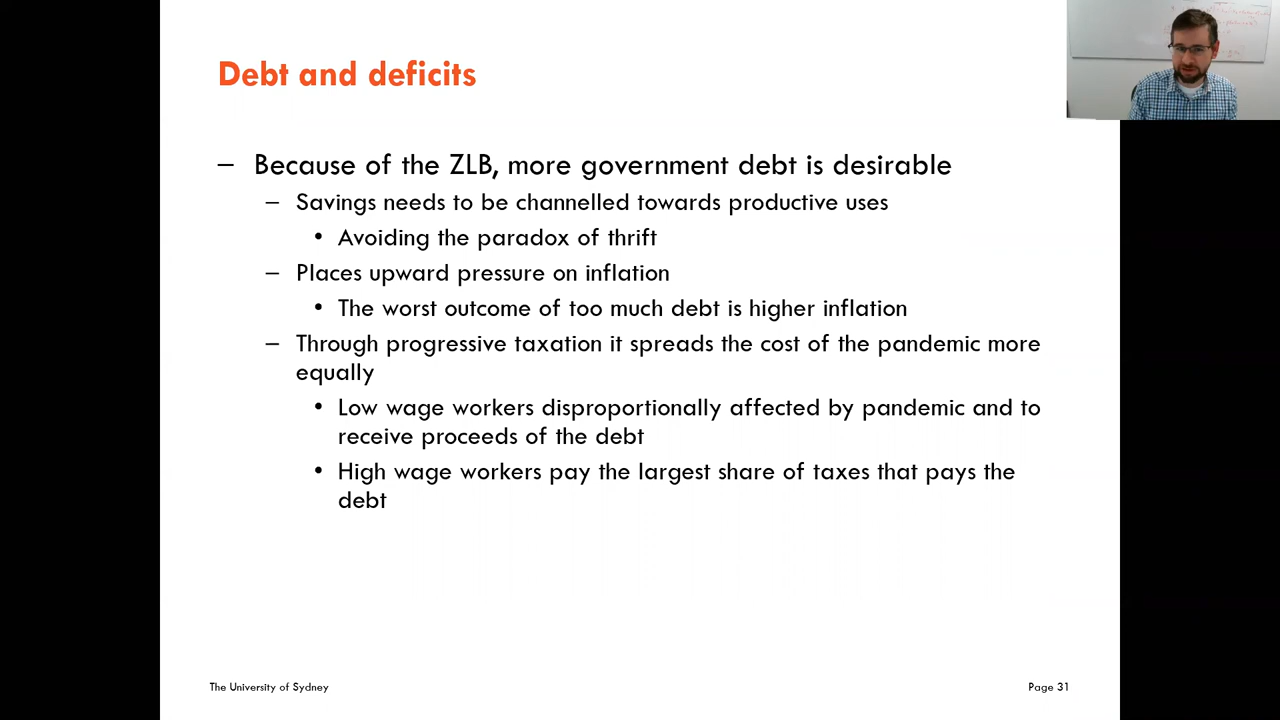 Debt and deficits
– Because of the ZLB, more government debt is desirable
– Savings needs to be channelled towards productive uses
• Avoiding the paradox of thrift
– Places upward pressure on inflation
• The worst outcome of too much debt is higher inflation
– Through progressive taxation it spreads the cost of the pandemic more
equally
• Low wage workers disproportionally affected by pandemic and to
receive proceeds of the debt
• High wage workers pay the largest share of taxes that pays the
debt
The University of Sydney
Page 31